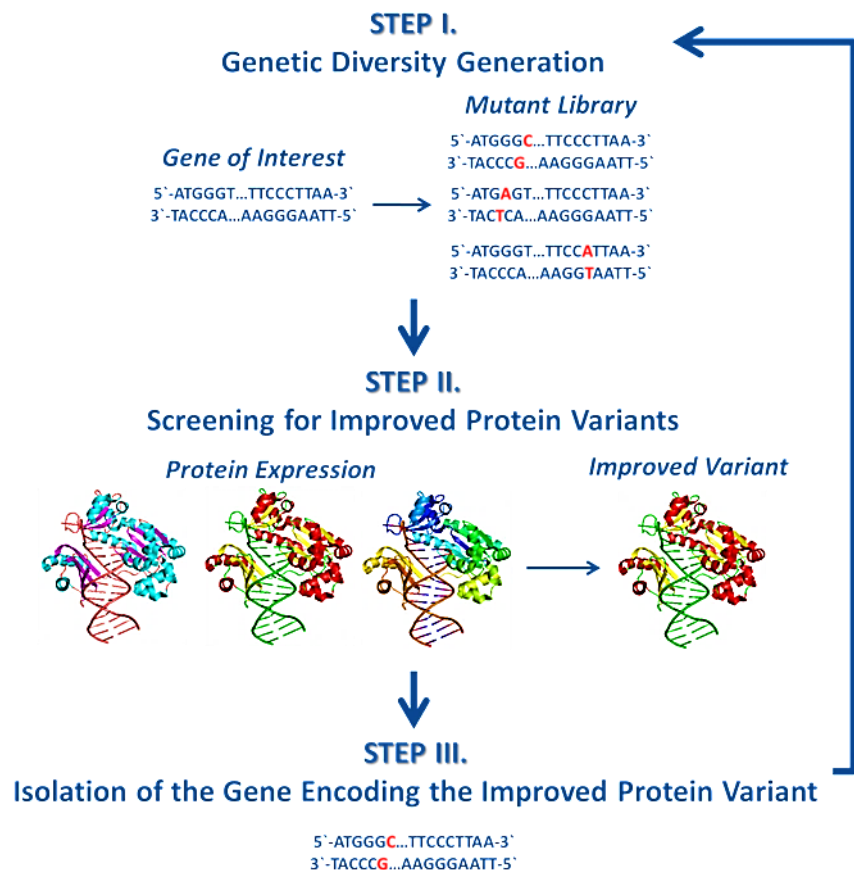 STEP I.
Genetic Diversity Generation
Mutant Library
5`-ATGGGC...TTCCCTTAA-3`
3`-TACCCG...AAGGGAATT-5`
Gene of Interest
5`-ATGGGT...TTCCCTTAA-3`
3`-TACCCA...AAGGGAATT-5`
5`-ATGAGT...TTCCCTTAA-3`
3`-TACTCA...AAGGGAATT-5`
5`-ATGGGT...TTCCATTAA-3`
3`-TACCCA...AAGGTAATT-5`
STEP II.
Screening for Improved Protein Variants
Protein Expression
Improved Variant
STEP III.
Isolation of the Gene Encoding the Improved Protein Variant
5`-ATGGGC...TTCCCTTAA-3`
3`-TACCCG...AAGGGAATT-5`